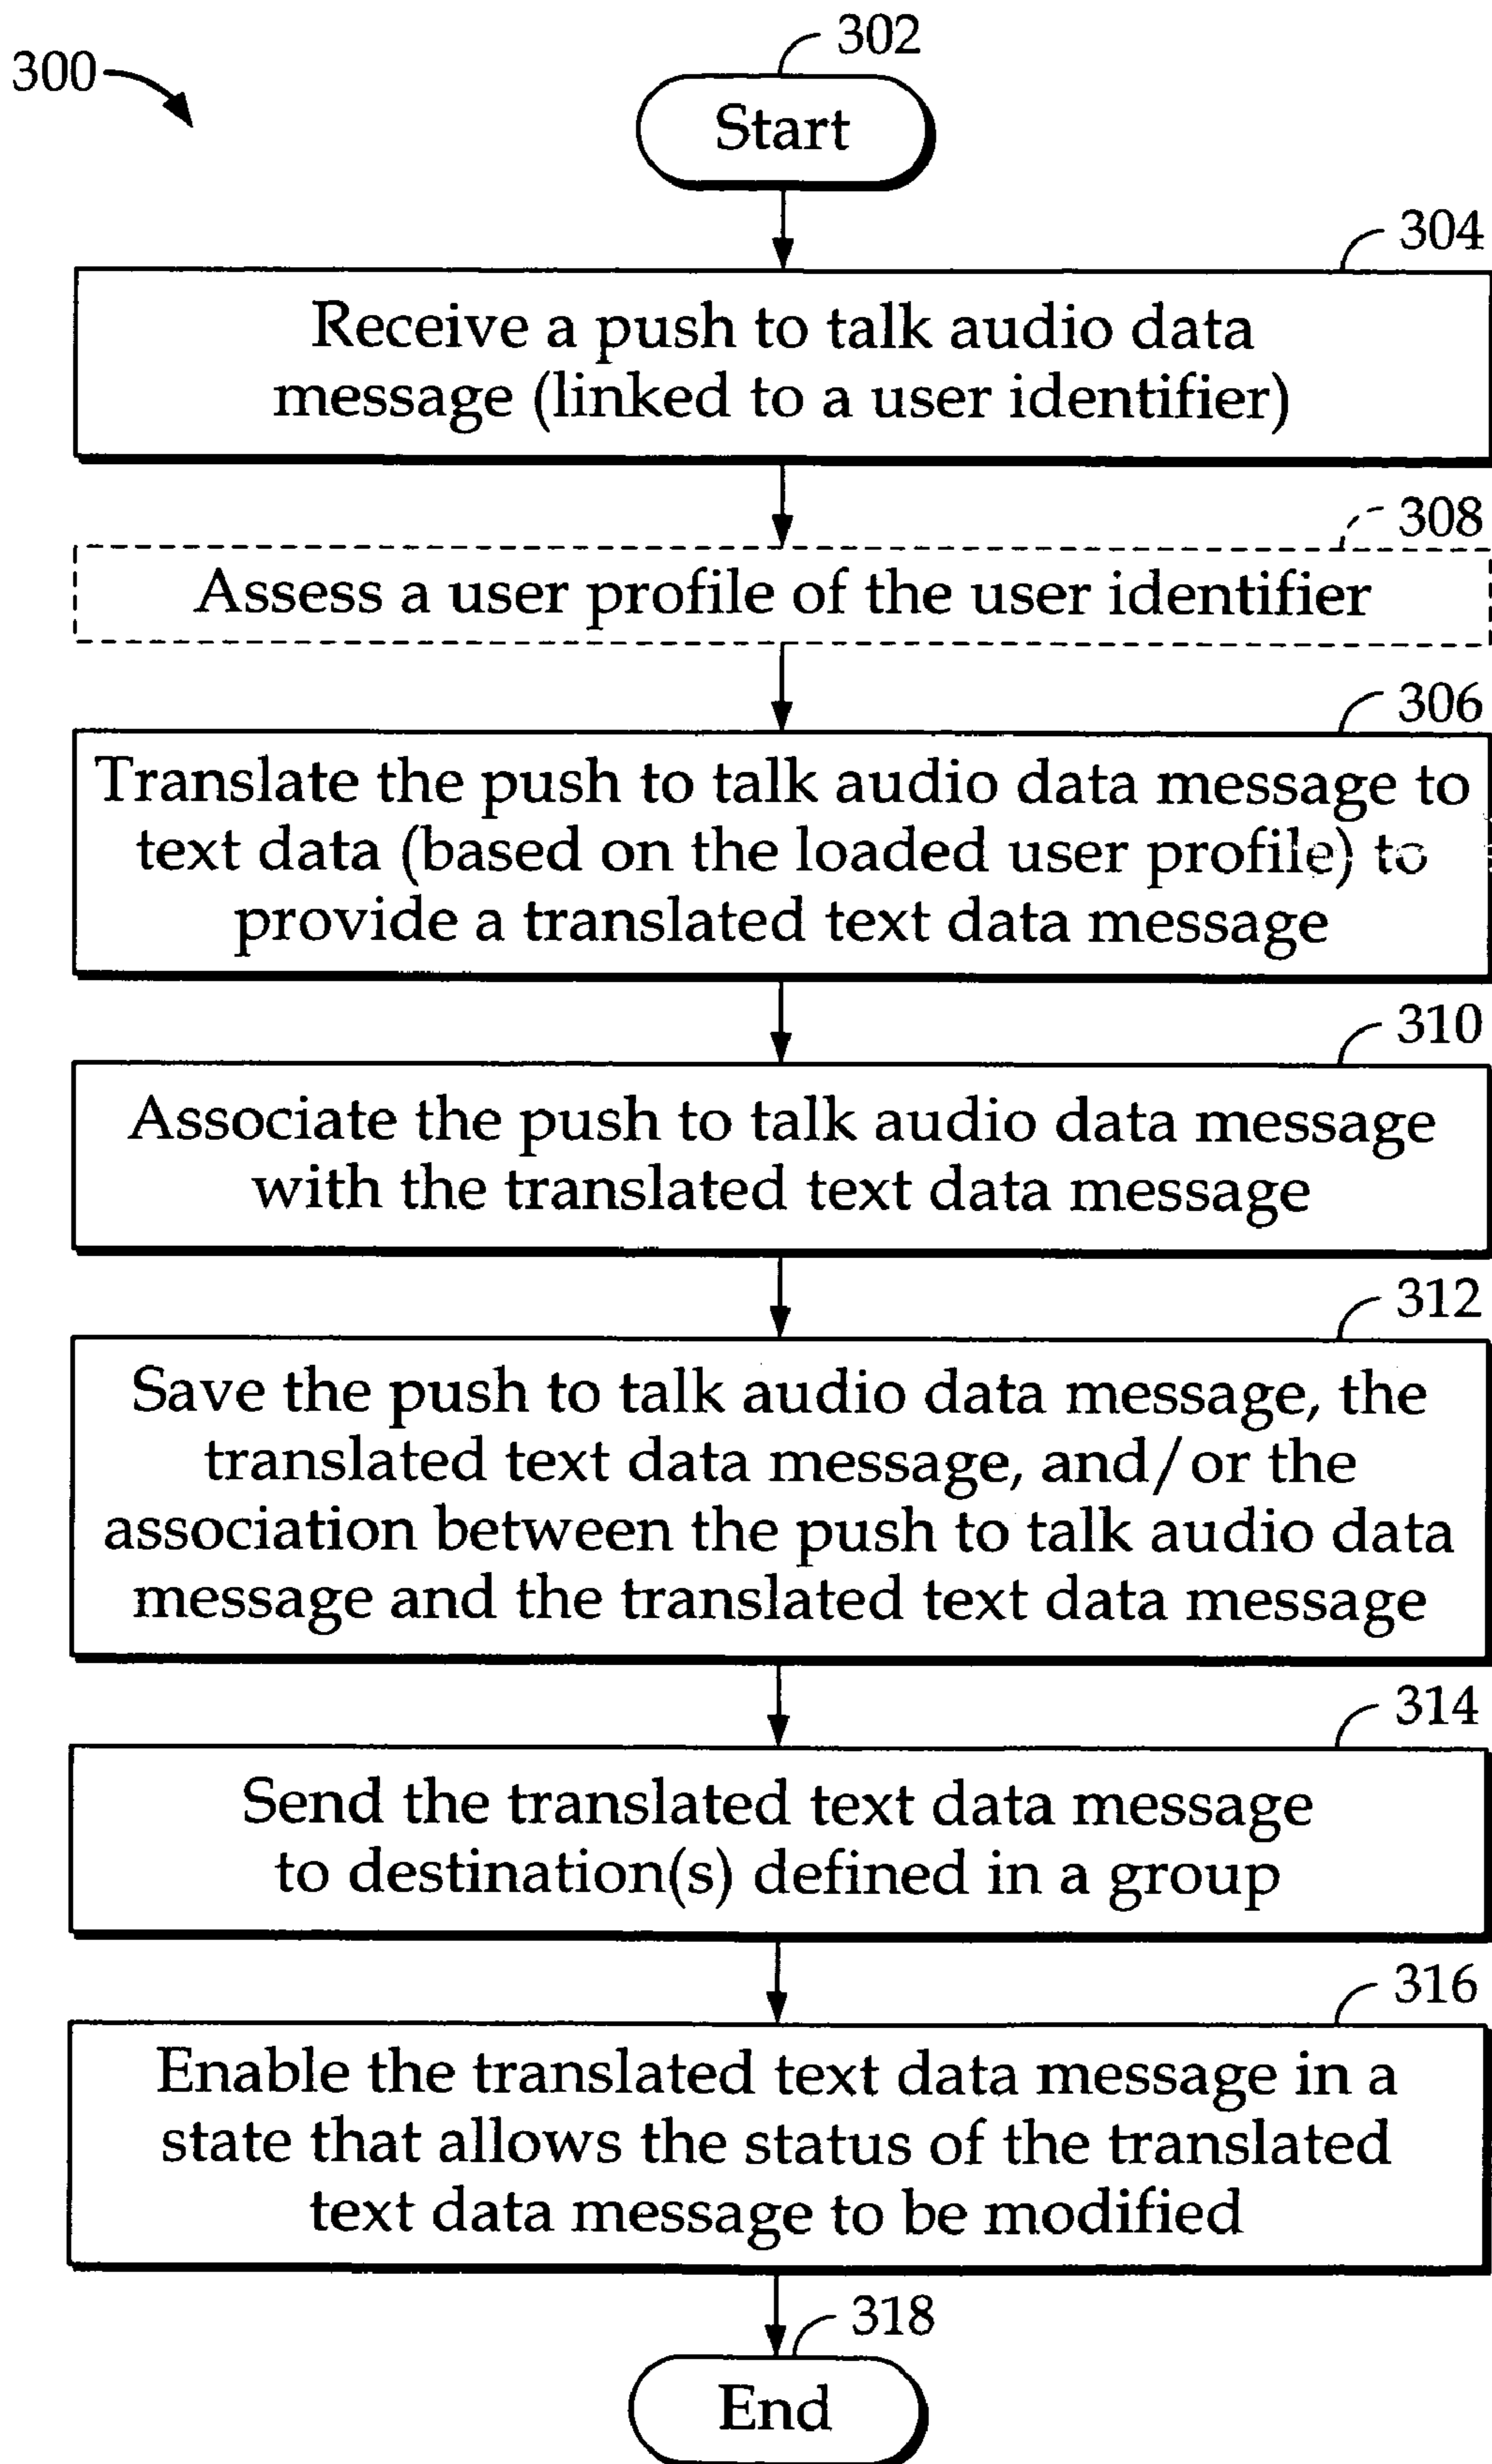 300
302
Start
304
Receive a push to talk audio data
message (linked to a user identifier)
308
Assess a user profile of the user identifier
306
Translate the push to talk audio data message to
text data (based on the loaded user profile) to
provide a translated text data message
310
Associate the push to talk audio data message
with the translated text data message
312
Save the push to talk audio data message, the
translated text data message, and/or the
association between the push to talk audio data
message and the translated text data message
314
Send the translated text data message
to destination(s) defined in a group
316
Enable the translated text data message in a
state that allows the status of the translated
text data message to be modified
318
End